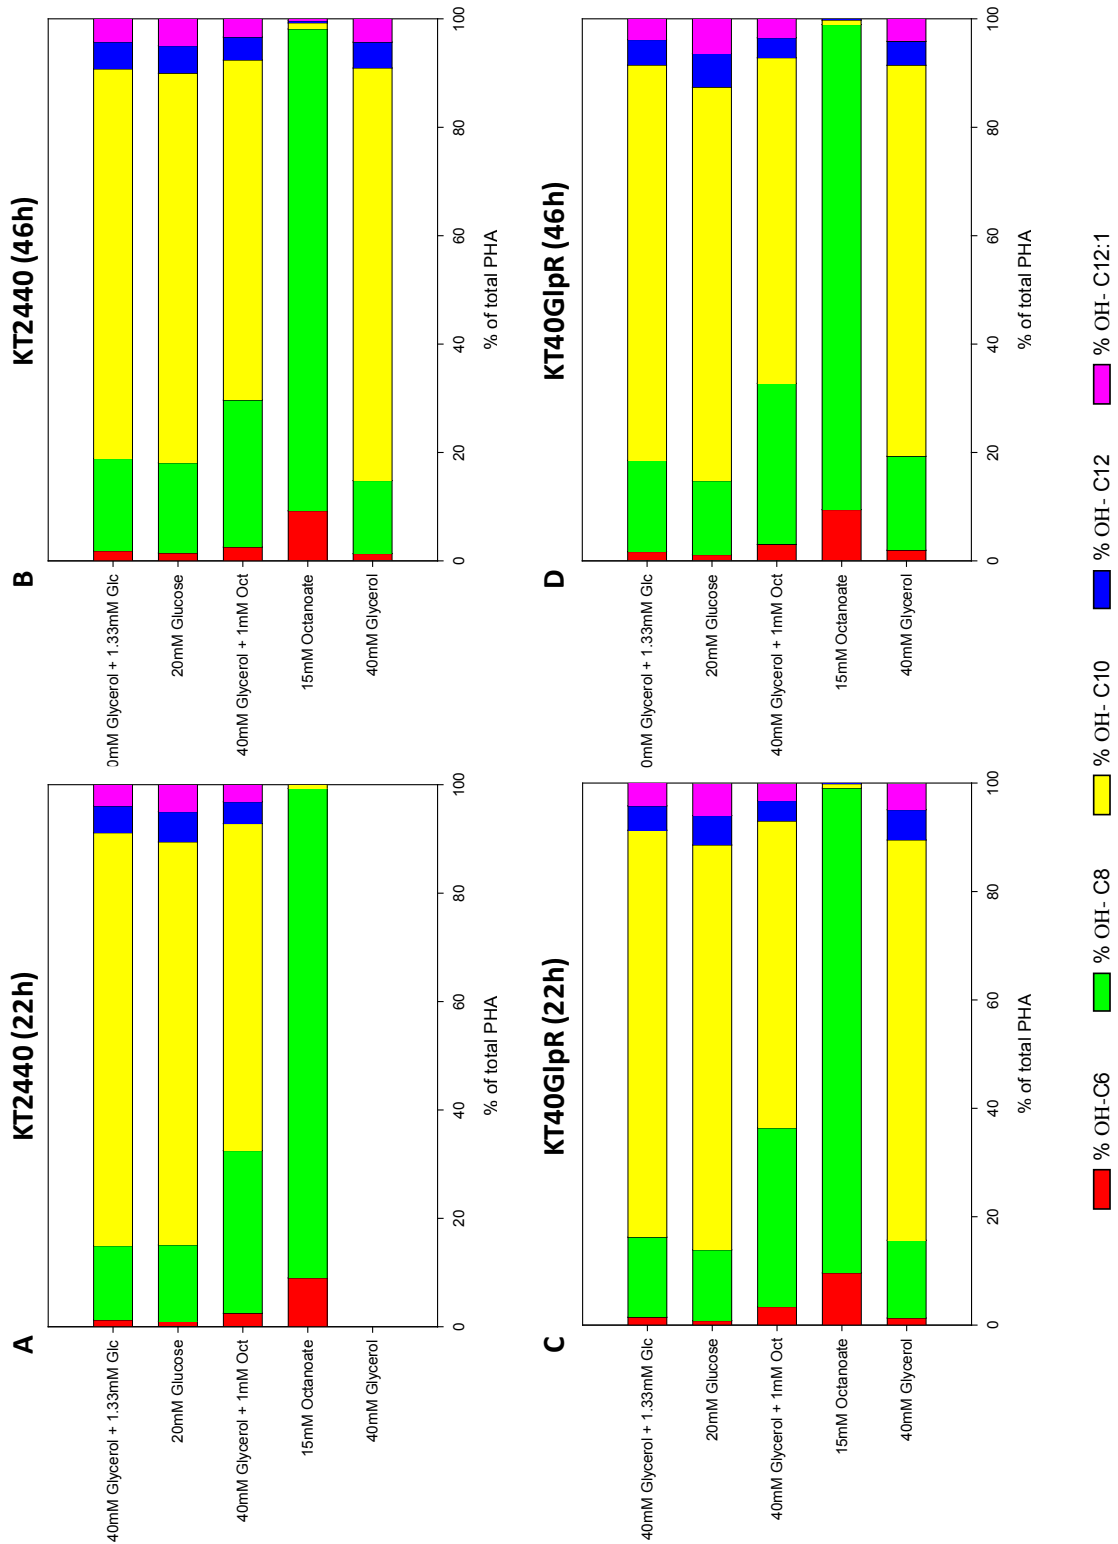 A
KT2440 (22h)
40mM Glycerol + 1.33mM Glc
20mM Glucose
40mM Glycerol + 1mM Oct
15mM Octanoate
40mM Glycerol
0 20 40 60 80 100
% of total PHA
B
KT2440 (46h)
0mM Glycerol + 1.33mM Glc
20mM Glucose
40mM Glycerol + 1mM Oct
15mM Octanoate
40mM Glycerol
0 20 40 60 80 100
% of total PHA
C
KT40GlpR (22h)
40mM Glycerol + 1.33mM Glc
20mM Glucose
40mM Glycerol + 1mM Oct
15mM Octanoate
40mM Glycerol
0 20 40 60 80 100
% of total PHA
D
KT40GlpR (46h)
0mM Glycerol + 1.33mM Glc
20mM Glucose
40mM Glycerol + 1mM Oct
15mM Octanoate
40mM Glycerol
0 20 40 60 80 100
% of total PHA
% OH-C6
% OH- C8
% OH- C10
% OH- C12
% OH- C12:1